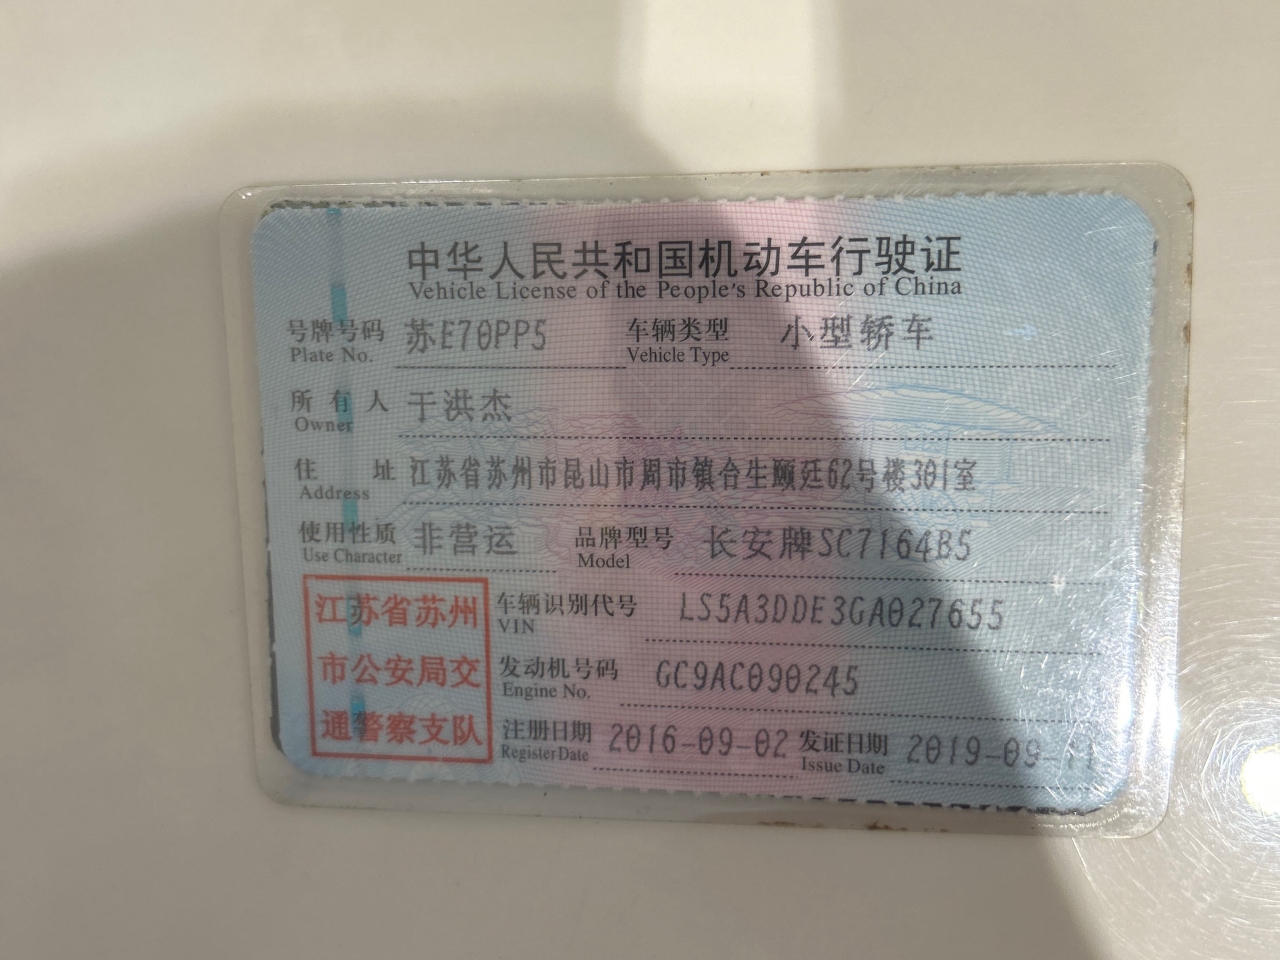 中华人民共和国机动车行驶证
Vehicle License of the People's Republic of China
号牌号码 苏E70PP5 车辆类型 小型轿车
Plate No. Vehicle Type
所有人 于洪杰
Owner
住址 江苏省苏州市昆山市周市镇合生颐廷62号楼301室
Address
使用性质 非营运 品牌型号 长安牌SC7164B5
Use Character Model
江苏省苏州
市公安局交
通警察支队
车辆识别代号 LS5A3DDE3GA027655
VIN
发动机号码 GC9AC090245
Engine No.
注册日期 2016-09-02 发证日期 2019-09-11
Register Date Issue Date